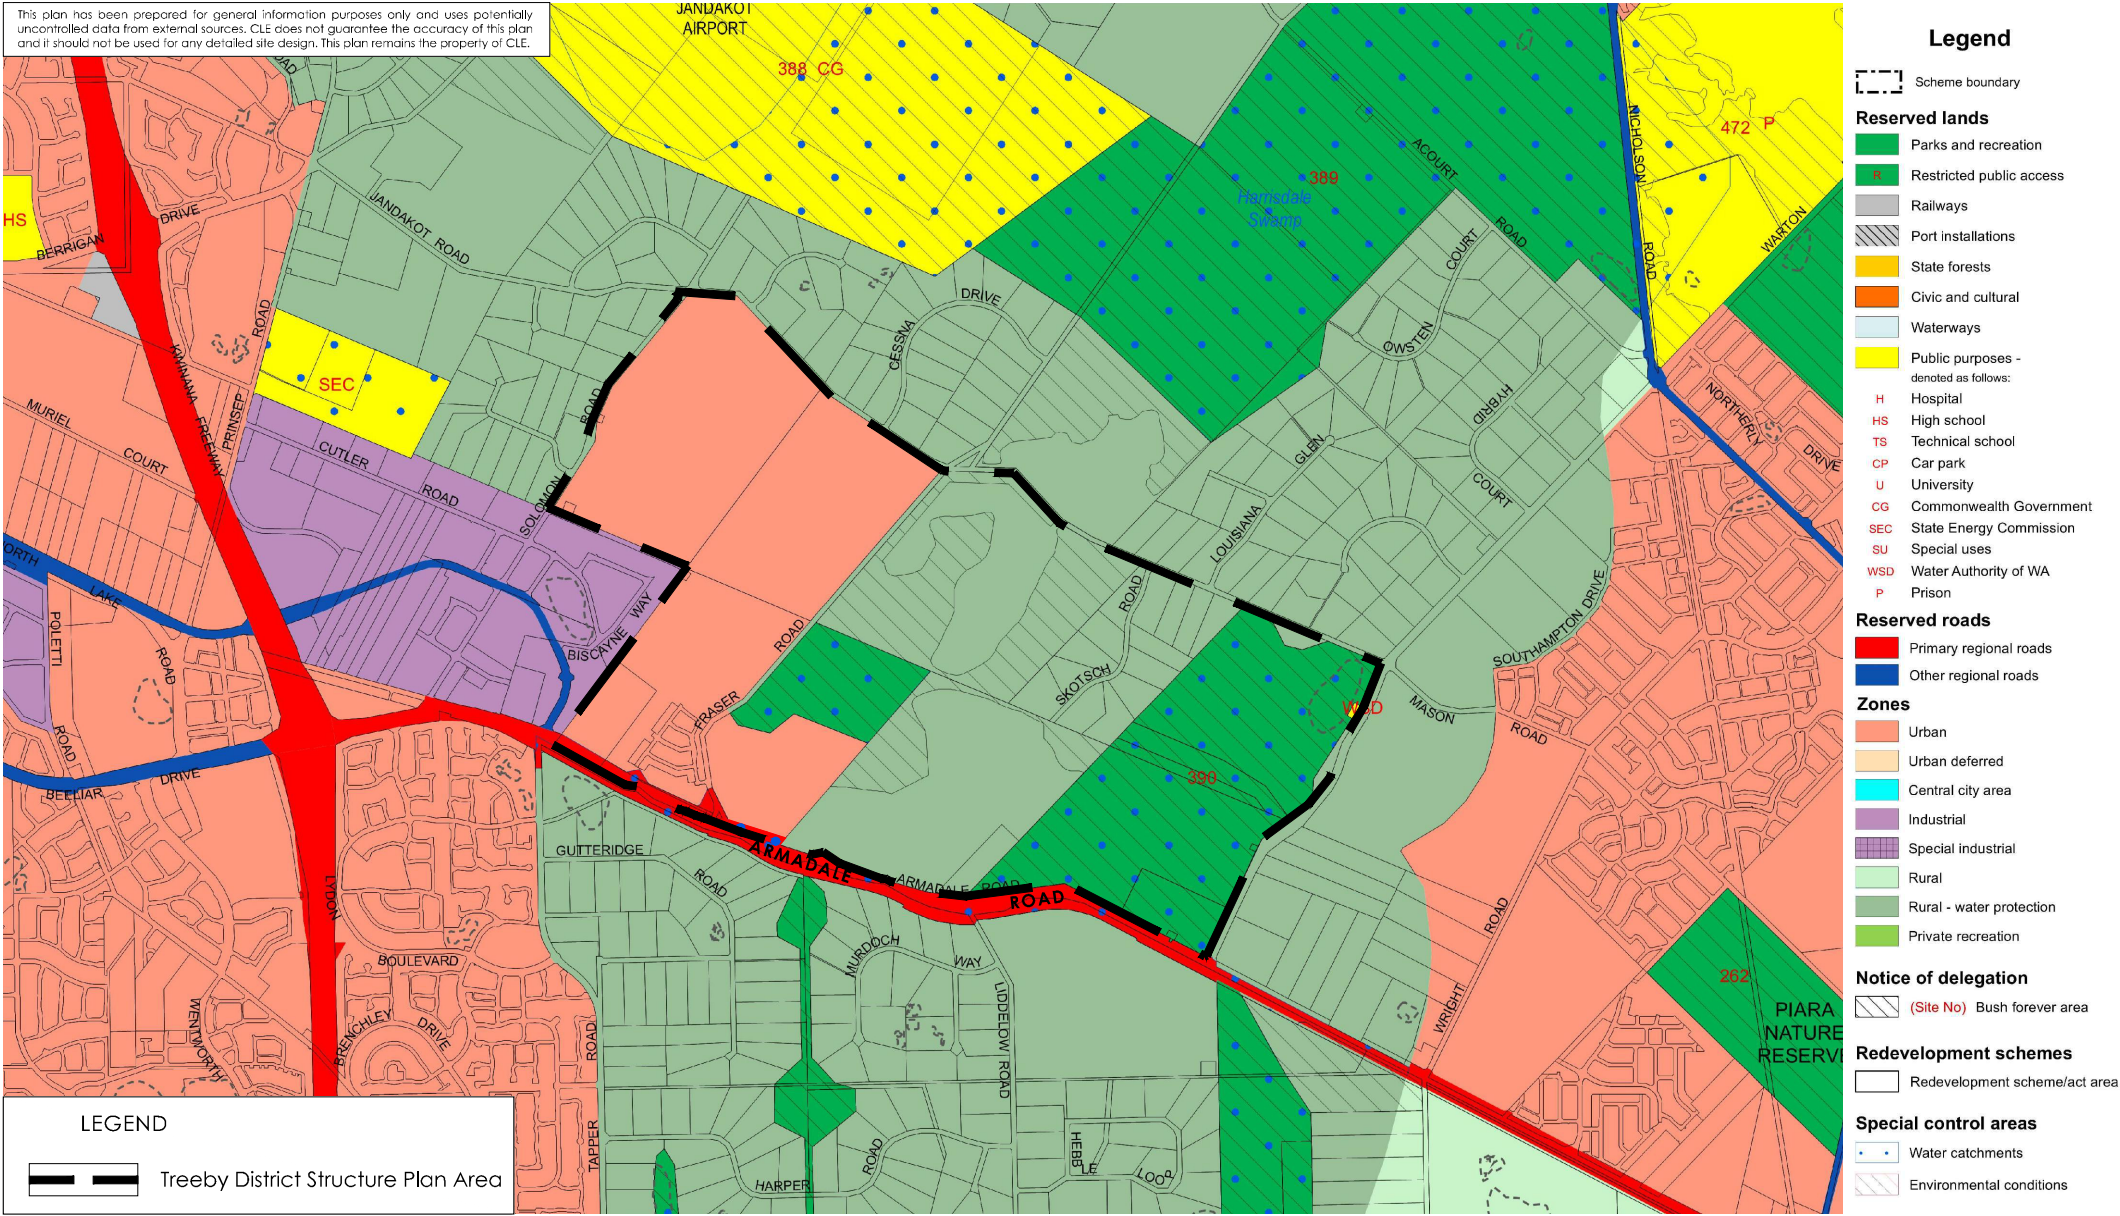 This plan has been prepared for general information purposes only and uses potentially
uncontrolled data from external sources. CLE does not guarantee the accuracy of this plan
and it should not be used for any detailed site design. This plan remains the property of CLE.
JANDAKOT
AIRPORT
388 CG
OAD
HS
BERRIGAN
DRIVE
JANDAKOT ROAD
ROAD
SEC
KWINANA FREEWAY
PRINSEP
MURIEL
COURT
CUTLER
ROAD
SOLOMON
ROAD
CESSNA
DRIVE
389
Harrisdale
Swamp
ACOURT
ROAD
COURT
OWSTEN
HYBRID
COURT
GLEN
LOUISIANA
NICHOLSON
ROAD
472 P
WARTON
NORTHERLY
DRIVE
ORTH
LAKE
POLETTI
ROAD
ROAD
BEELIAR
DRIVE
BISCAYNE
WAY
FRASER
ROAD
SKOTSCH
ROAD
WSD
390
MASON
ROAD
SOUTHAMPTON DRIVE
GUTTERIDGE
ROAD
ARMADALE
ARMADALE ROAD
ROAD
LYDON
BOULEVARD
WENTWORTH
BRENCHLEY
DRIVE
MURDOCH
WAY
LIDDELOW ROAD
TAPPER
ROAD
HARPER
ROAD
HEBBLE
LOOP
WRIGHT
ROAD
262
PIARA
NATURE
RESERVE
LEGEND
Treeby District Structure Plan Area
Legend
Scheme boundary
Reserved lands
Parks and recreation
R Restricted public access
Railways
Port installations
State forests
Civic and cultural
Waterways
Public purposes -
denoted as follows:
H Hospital
HS High school
TS Technical school
CP Car park
U University
CG Commonwealth Government
SEC State Energy Commission
SU Special uses
WSD Water Authority of WA
P Prison
Reserved roads
Primary regional roads
Other regional roads
Zones
Urban
Urban deferred
Central city area
Industrial
Special industrial
Rural
Rural - water protection
Private recreation
Notice of delegation
(Site No) Bush forever area
Redevelopment schemes
Redevelopment scheme/act area
Special control areas
Water catchments
Environmental conditions